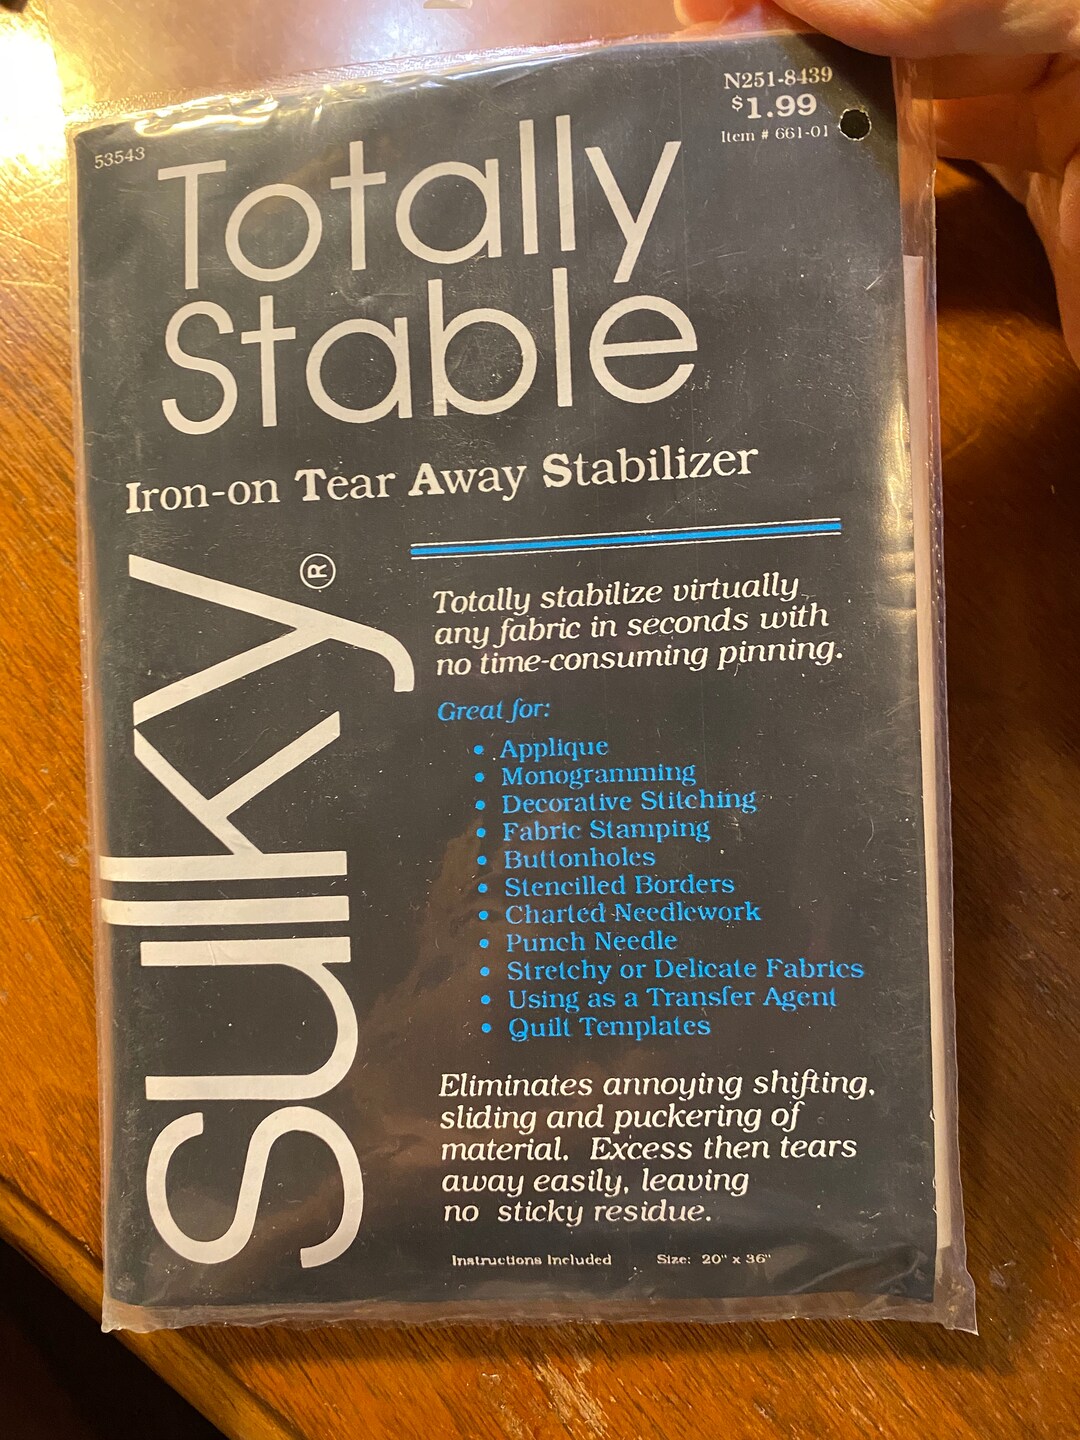 N251-8439
$1.99
Item # 661-01
53543
Totally
Stable
Iron-on Tear Away Stabilizer
sulky®
Totally stabilize virtually
any fabric in seconds with
no time-consuming pinning.
Great for:
• Applique
• Monogramming
• Decorative Stitching
• Fabric Stamping
• Buttonholes
• Stencilled Borders
• Charted Needlework
• Punch Needle
• Stretchy or Delicate Fabrics
• Using as a Transfer Agent
• Quilt Templates
Eliminates annoying shifting,
sliding and puckering of
material. Excess then tears
away easily, leaving
no sticky residue.
Instructions Included Size: 20" x 36"